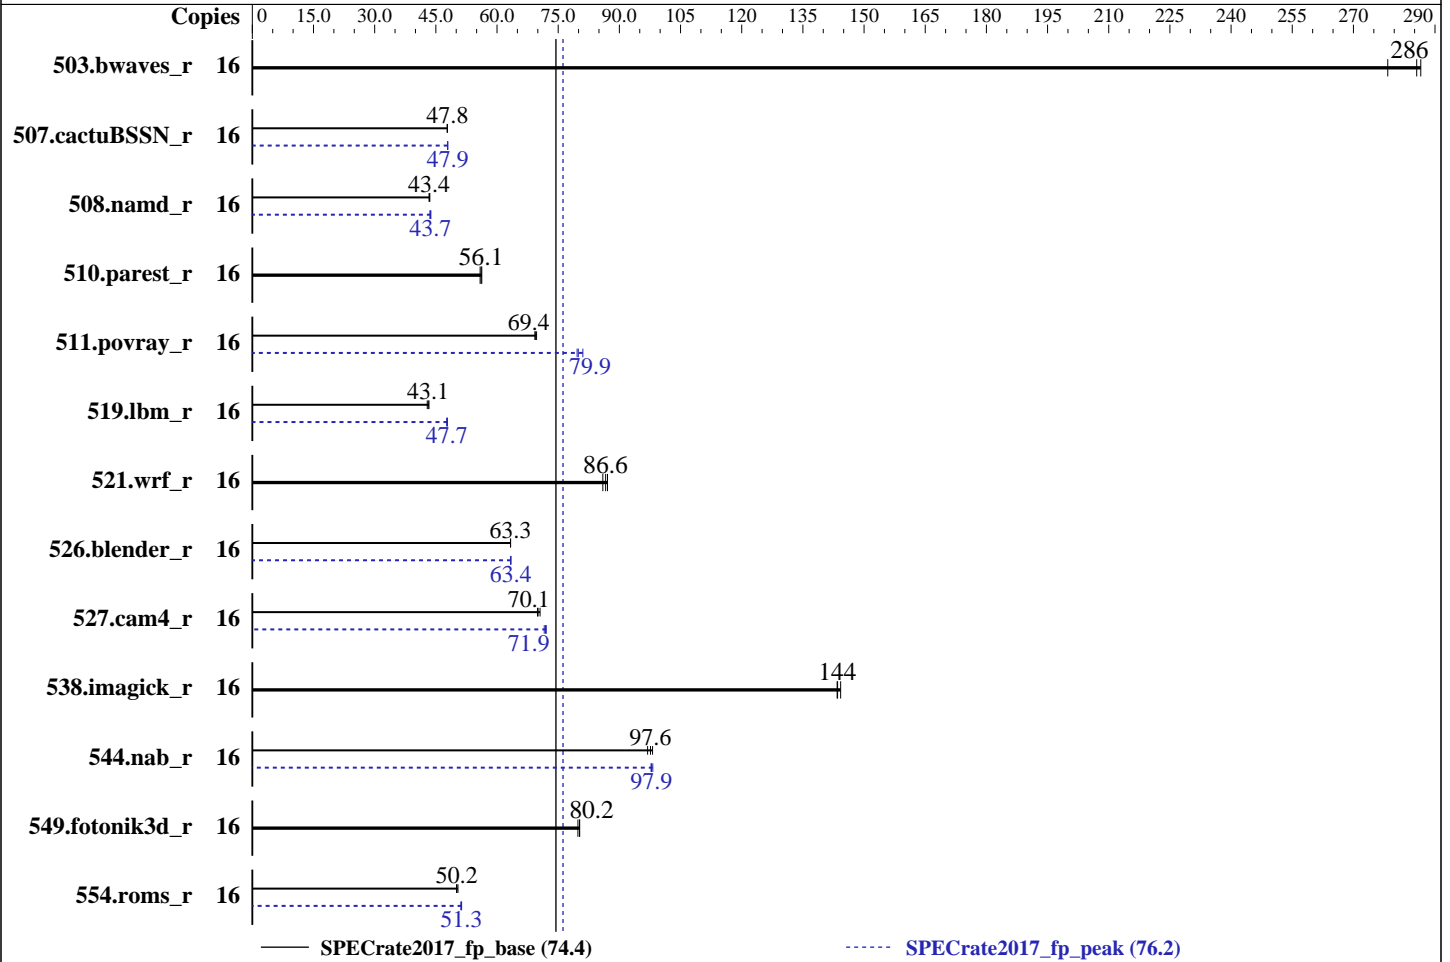 Copies 0 15.0 30.0 45.0 60.0 75.0 90.0 105 120 135 150 165 180 195 210 225 240 255 270 290
503.bwaves_r 16 286
507.cactuBSSN_r 16 47.8
47.9
508.namd_r 16 43.4
43.7
510.parest_r 16 56.1
511.povray_r 16 69.4
79.9
519.lbm_r 16 43.1
47.7
521.wrf_r 16 86.6
526.blender_r 16 63.3
63.4
527.cam4_r 16 70.1
71.9
538.imagick_r 16 144
544.nab_r 16 97.6
97.9
549.fotonik3d_r 16 80.2
554.roms_r 16 50.2
51.3
SPECrate2017_fp_base (74.4) SPECrate2017_fp_peak (76.2)